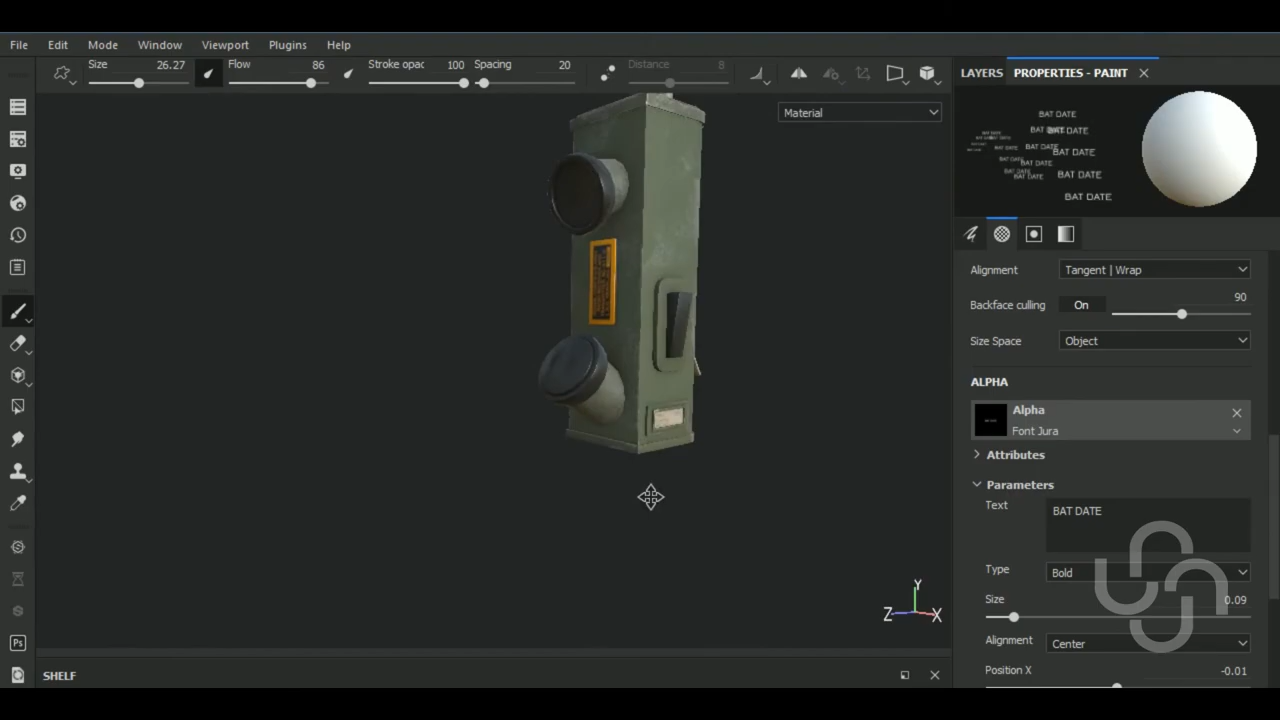 File Edit Mode Window Viewport Plugins Help
Size 26.27 Flow 86 Stroke opac 100 Spacing 20 Distance 8
LAYERS PROPERTIES - PAINT
Material
BAT DATE
BAT DATE
BAT DATE
BAT DATE
BAT DATE
BAT DATE
BAT DATE
Alignment Tangent | Wrap
Backface culling On 90
Size Space Object
ALPHA
Alpha
Font Jura
Attributes
Parameters
Text BAT DATE
Type Bold
Size 0.09
Alignment Center
Position X -0.01
Y
Z X
SHELF
Ps